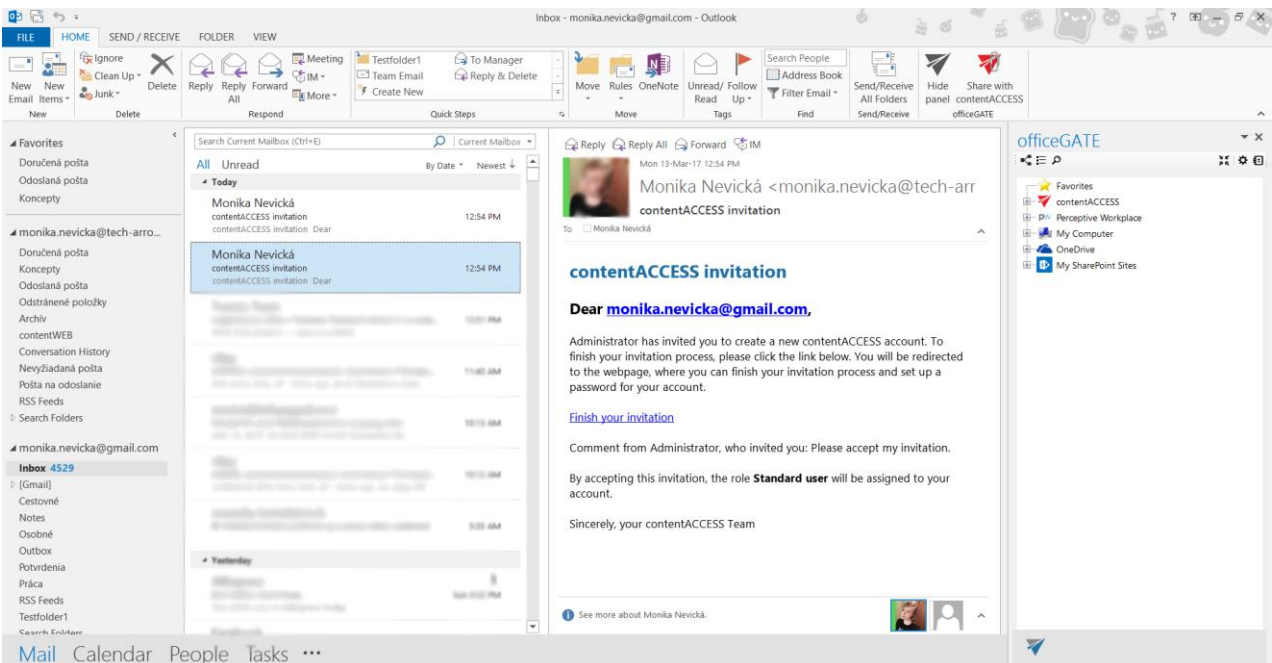 Inbox - monika.nevicka@gmail.com - Outlook
FILE HOME SEND / RECEIVE FOLDER VIEW
New Email
New Items
Ignore
Clean Up
Junk
Delete
Reply
Reply All
Forward
Meeting
IM
More
Testfolder1
Team Email
Create New
To Manager
Reply & Delete
Move
Rules
OneNote
Unread/ Read
Follow Up
Search People
Address Book
Filter Email
Send/Receive All Folders
Hide panel
Share with contentACCESS
New Delete Respond Quick Steps Move Tags Find Send/Receive officeGATE
Favorites
Doručená pošta
Odoslaná pošta
Koncepty
monika.nevicka@tech-arro...
Doručená pošta
Koncepty
Odoslaná pošta
Odstránené položky
Archív
contentWEB
Conversation History
Nevyžiadaná pošta
Pošta na odoslanie
RSS Feeds
Search Folders
monika.nevicka@gmail.com
Inbox 4529
[Gmail]
Cestovné
Notes
Osobné
Outbox
Potvrdenia
Práca
RSS Feeds
Testfolder1
Search Folders
Search Current Mailbox (Ctrl+E) Current Mailbox
All Unread By Date Newest
Today
Monika Nevická
contentACCESS invitation 12:54 PM
contentACCESS invitation Dear
Monika Nevická
contentACCESS invitation 12:54 PM
contentACCESS invitation Dear
Yesterday
Reply Reply All Forward IM
Mon 13-Mar-17 12:54 PM
Monika Nevická <monika.nevicka@tech-arr
contentACCESS invitation
To Monika Nevická
contentACCESS invitation
Dear monika.nevicka@gmail.com,
Administrator has invited you to create a new contentACCESS account. To
finish your invitation process, please click the link below. You will be redirected
to the webpage, where you can finish your invitation process and set up a
password for your account.
Finish your invitation
Comment from Administrator, who invited you: Please accept my invitation.
By accepting this invitation, the role Standard user will be assigned to your
account.
Sincerely, your contentACCESS Team
See more about Monika Nevická.
officeGATE
Favorites
contentACCESS
Perceptive Workplace
My Computer
OneDrive
My SharePoint Sites
Mail Calendar People Tasks